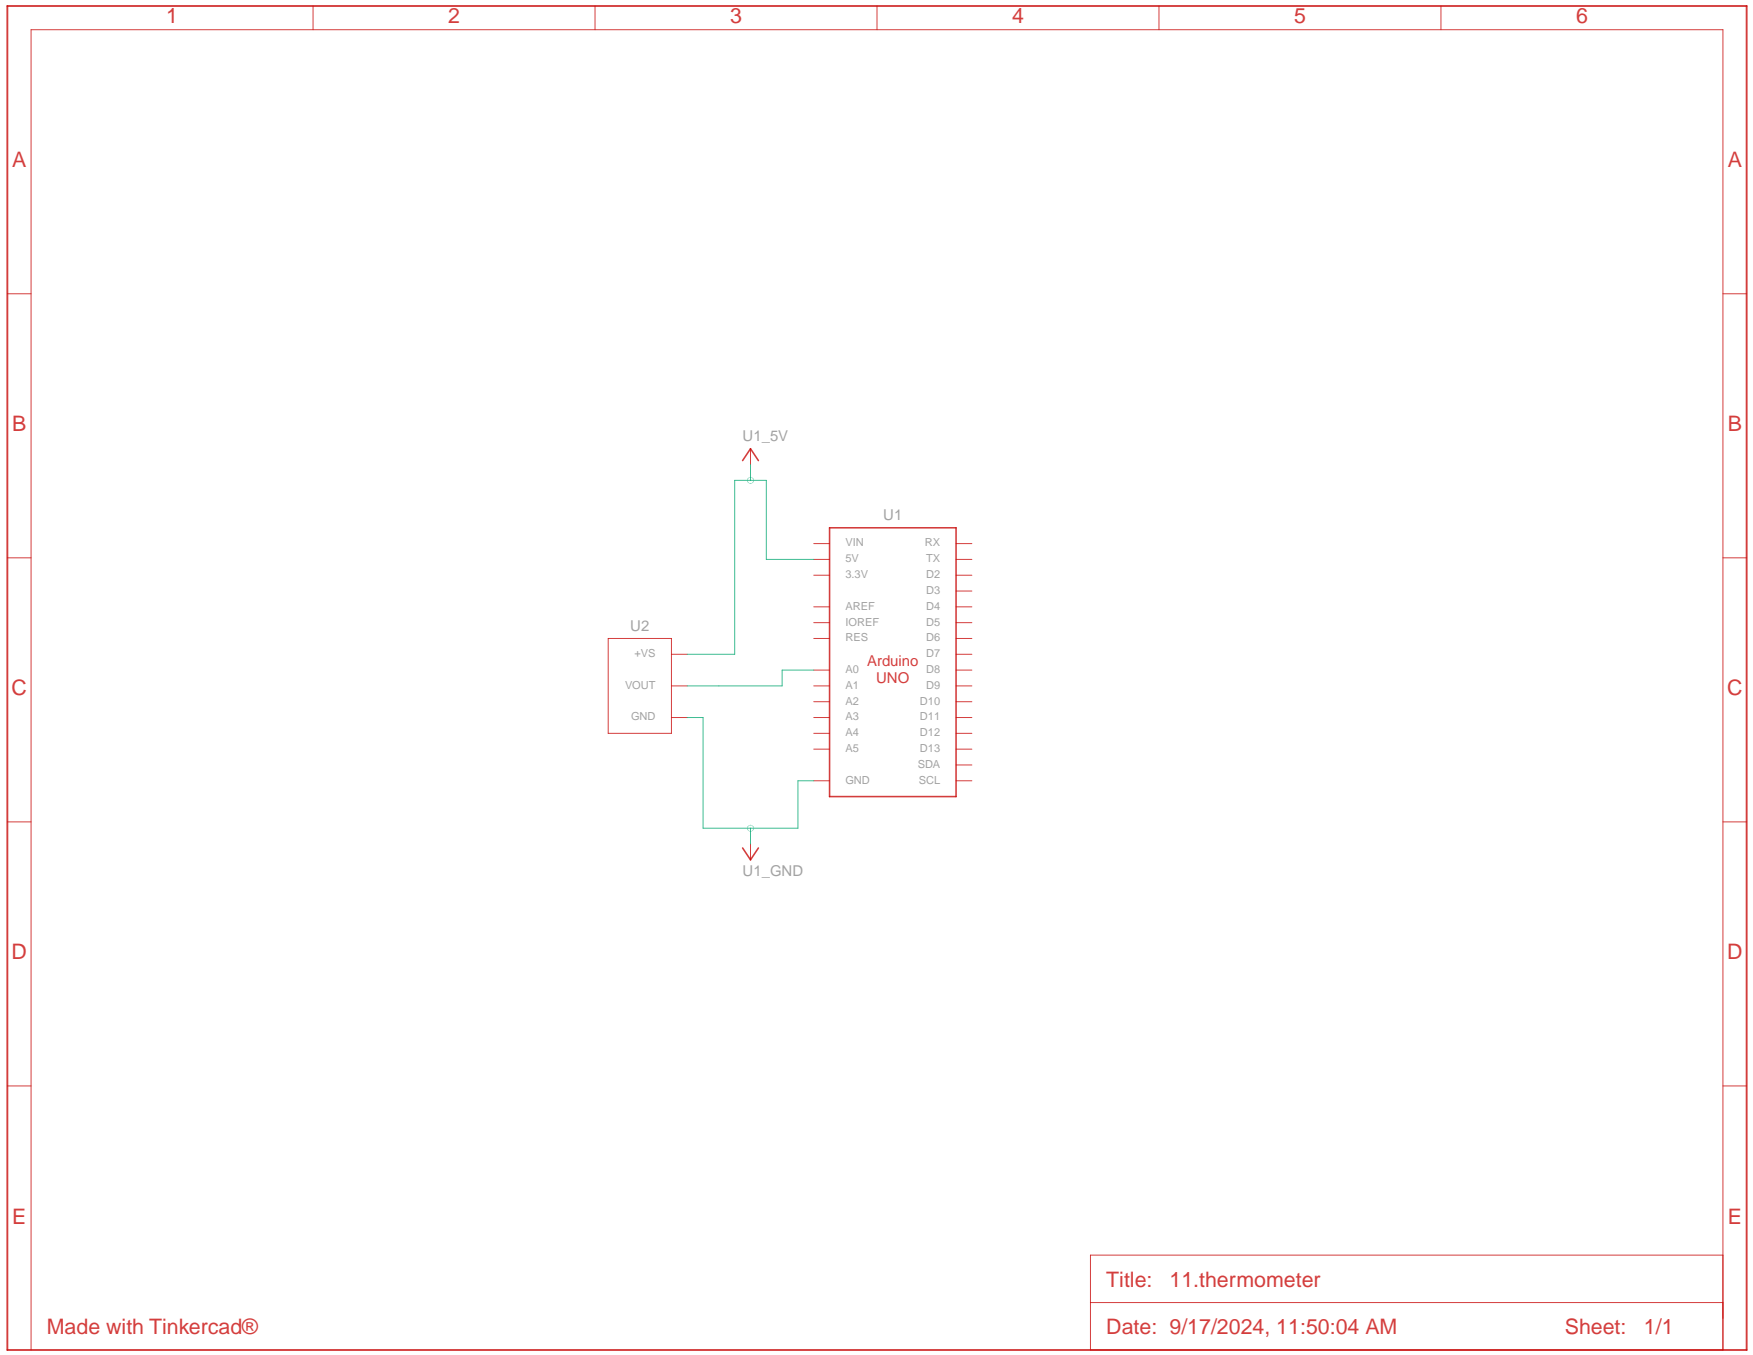 1 2 3 4 5 6
A A
B B
U1_5V
U1
VIN RX
5V TX
3.3V D2
D3
AREF D4
IOREF D5
U2
RES D6
+VS D7
Arduino
A0 D8
UNO
VOUT A1 D9
C C
A2 D10
GND A3 D11
A4 D12
A5 D13
SDA
GND SCL
U1_GND
D D
E E
Title: 11.thermometer
Made with Tinkercad®
Date: 9/17/2024, 11:50:04 AM Sheet: 1/1